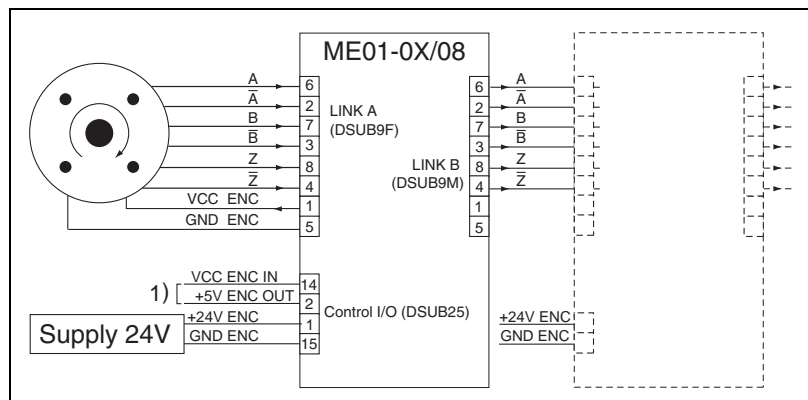 ME01-0X/08
A 6
A̅ 2
B 7
B̅ 3
Z 8
Z̅ 4
VCC ENC 1
GND ENC 5
LINK A
(DSUB9F)
LINK B
(DSUB9M)
6 A
2 A̅
7 B
3 B̅
8 Z
4 Z̅
1
5
1)
VCC ENC IN 14
+5V ENC OUT 2
+24V ENC 1
GND ENC 15
Supply 24V
Control I/O (DSUB25)
+24V ENC
GND ENC